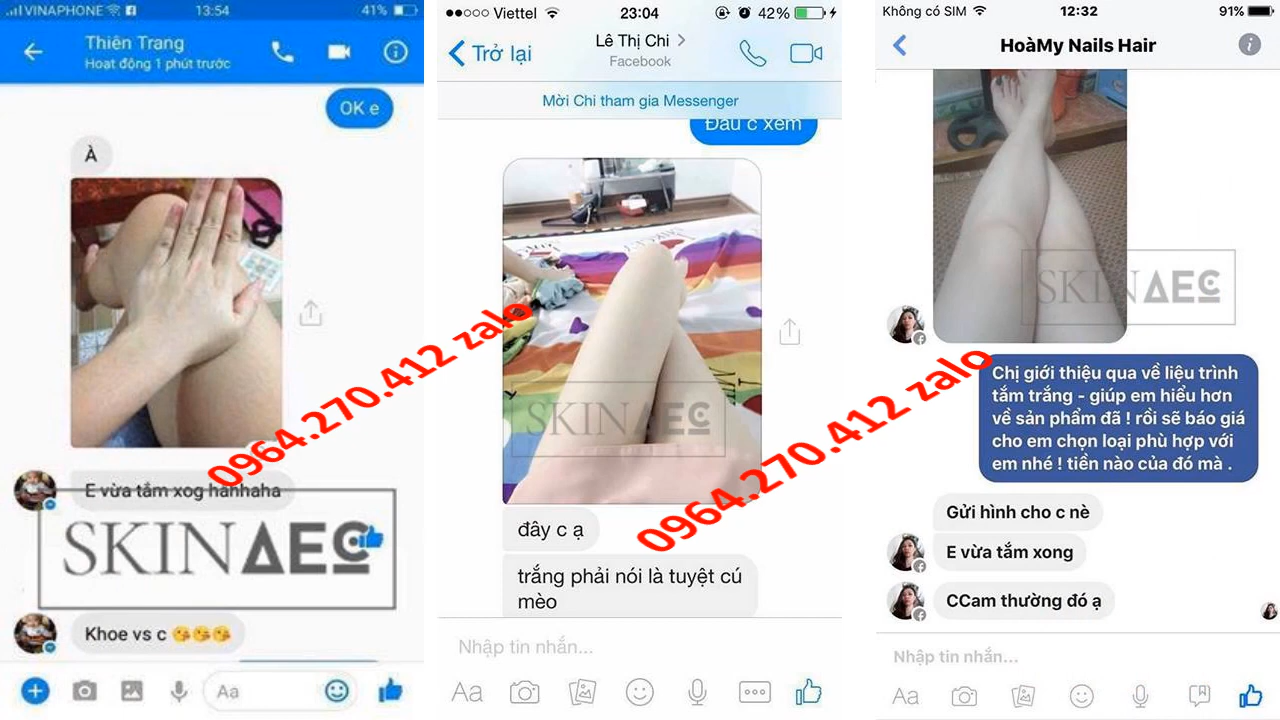 VINAPHONE
13:54
41%
Thiên Trang
Hoạt động 1 phút trước
OK e
À
E vừa tắm xog hahhaha
SKINAEC
Khoe vs c
Aa
Viettel
23:04
42%
Trở lại
Lê Thị Chi
Facebook
Mời Chi tham gia Messenger
Đâu c xem
SKINAEC
đây c ạ
trắng phải nói là tuyệt cú
mèo
Nhập tin nhắn...
Aa
Không có SIM
12:32
91%
HoàMy Nails Hair
SKINAEC
Chị giới thiệu qua về liệu trình
tắm trắng - giúp em hiểu hơn
về sản phẩm đã ! rồi sẽ báo giá
cho em chọn loại phù hợp với
em nhé ! tiền nào của đó mà .
Gửi hình cho c nè
E vừa tắm xong
CCam thường đó ạ
Nhập tin nhắn...
Aa
0964.270.412 zalo
0964.270.412 zalo